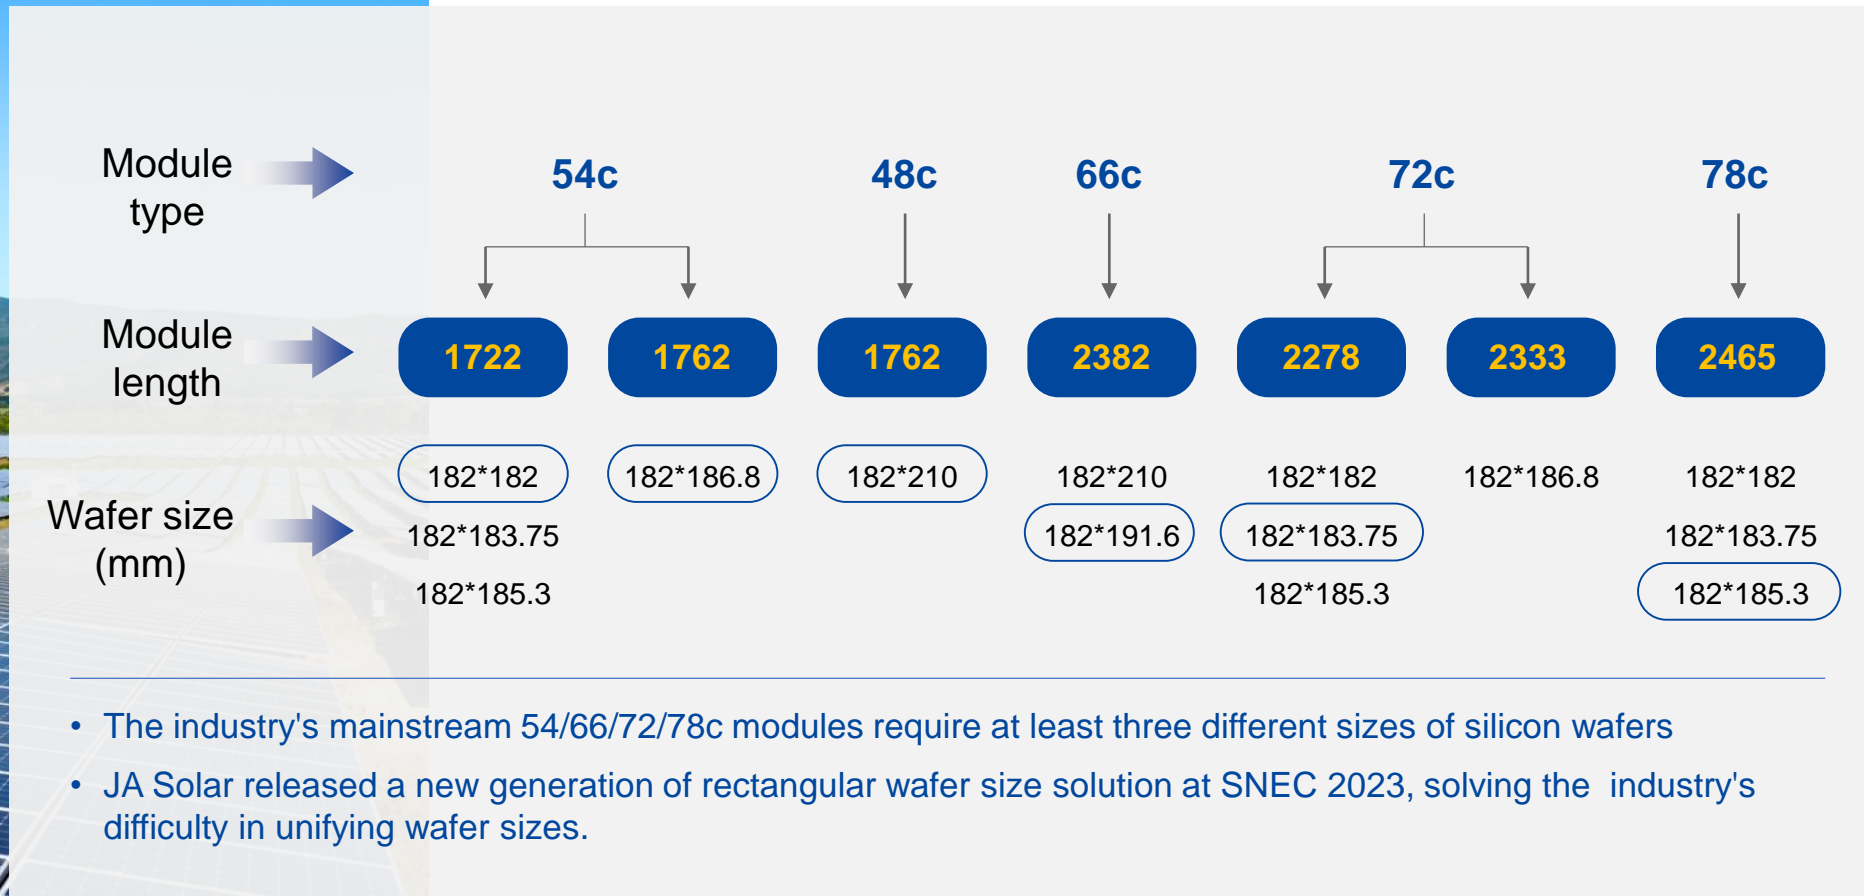 Module
type
54c
48c
66c
72c
78c
Module
length
1722
1762
1762
2382
2278
2333
2465
Wafer size
(mm)
182*182
182*186.8
182*210
182*210
182*182
182*186.8
182*182
182*183.75
182*191.6
182*183.75
182*183.75
182*185.3
182*185.3
182*185.3
• The industry's mainstream 54/66/72/78c modules require at least three different sizes of silicon wafers
• JA Solar released a new generation of rectangular wafer size solution at SNEC 2023, solving the  industry's
difficulty in unifying wafer sizes.